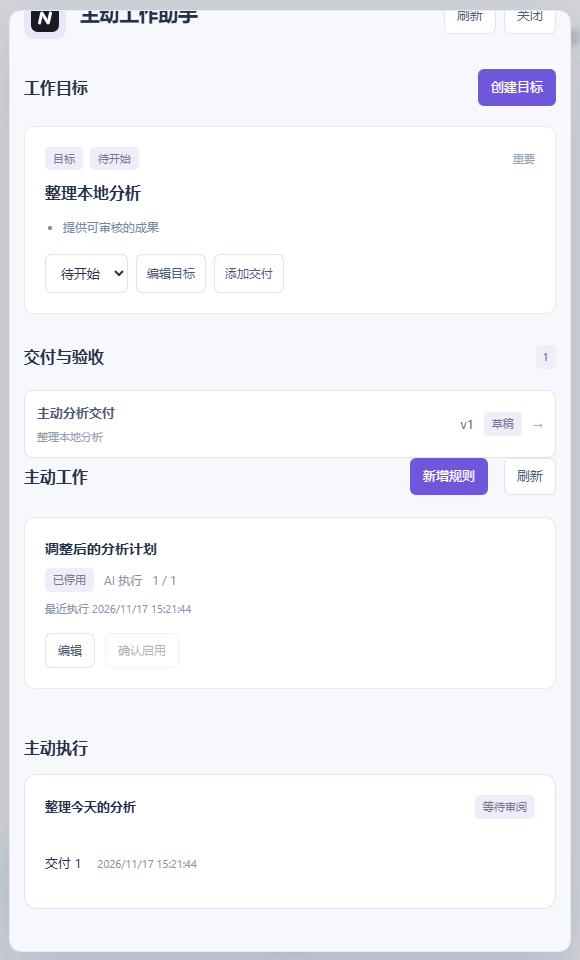 N
主动工作助手
刷新
关闭
工作目标
创建目标
目标
待开始
重要
整理本地分析
• 提供可审核的成果
待开始
编辑目标
添加交付
交付与验收
1
主动分析交付
整理本地分析
v1
草稿
→
主动工作
新增规则
刷新
调整后的分析计划
已停用
AI 执行 1 / 1
最近执行 2026/11/17 15:21:44
编辑
确认启用
主动执行
整理今天的分析
等待审阅
交付 1
2026/11/17 15:21:44